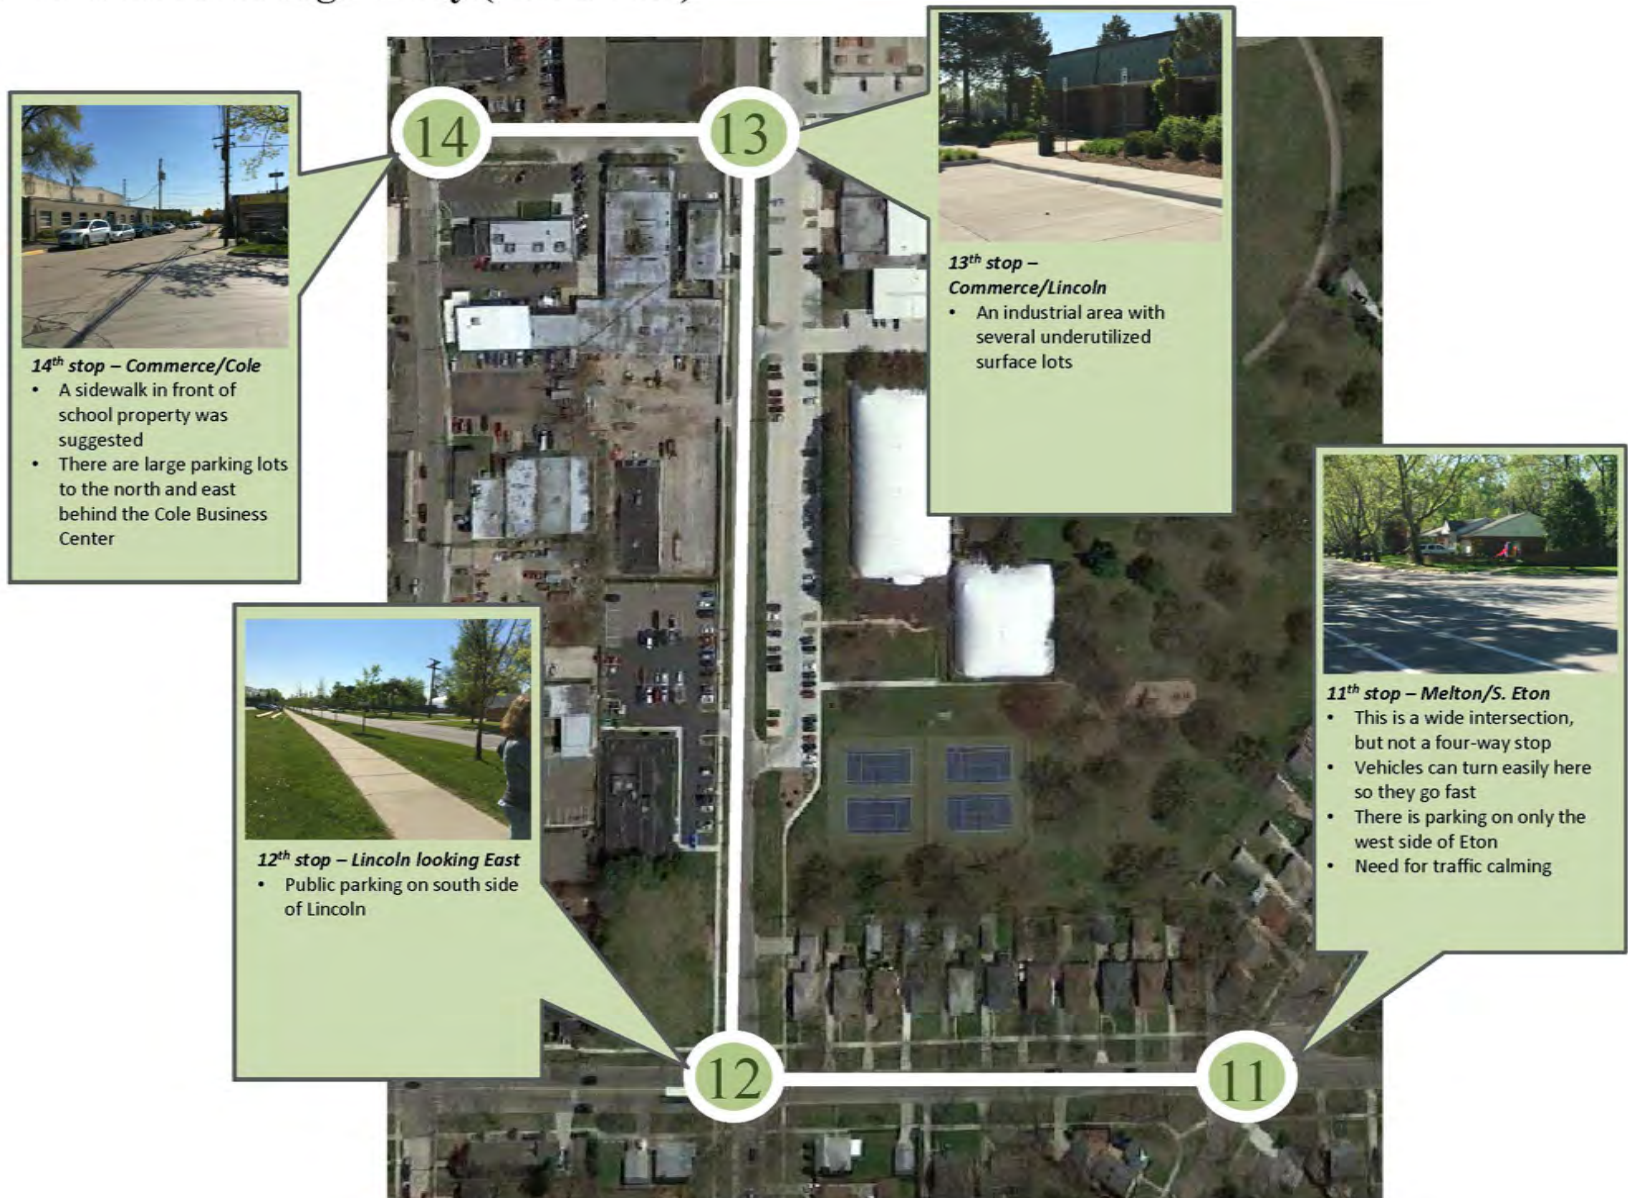 14
13
13th stop –
Commerce/Lincoln
• An industrial area with
several underutilized
surface lots
14th stop – Commerce/Cole
• A sidewalk in front of
school property was
suggested
• There are large parking lots
to the north and east
behind the Cole Business
Center
11th stop – Melton/S. Eton
• This is a wide intersection,
but not a four-way stop
• Vehicles can turn easily here
so they go fast
• There is parking on only the
west side of Eton
• Need for traffic calming
12th stop – Lincoln looking East
• Public parking on south side
of Lincoln
12
11